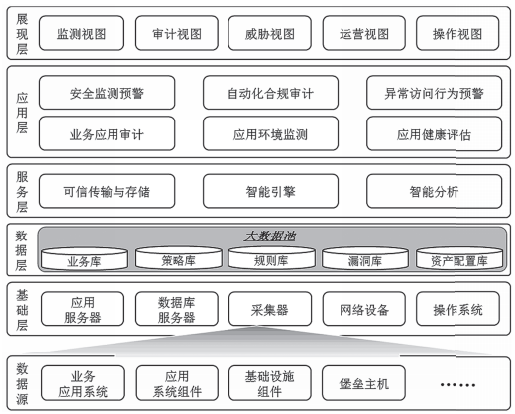 展现层
监测视图 审计视图 威胁视图 运营视图 操作视图
应用层
安全监测预警 自动化合规审计 异常访问行为预警
业务应用审计 应用环境监测 应用健康评估
服务层
可信传输与存储 智能引擎 智能分析
数据层
大数据池
业务库 策略库 规则库 漏洞库 资产配置库
基础层
应用服务器 数据库服务器 采集器 网络设备 操作系统
数据源
业务应用系统 应用系统组件 基础设施组件 堡垒主机 ……